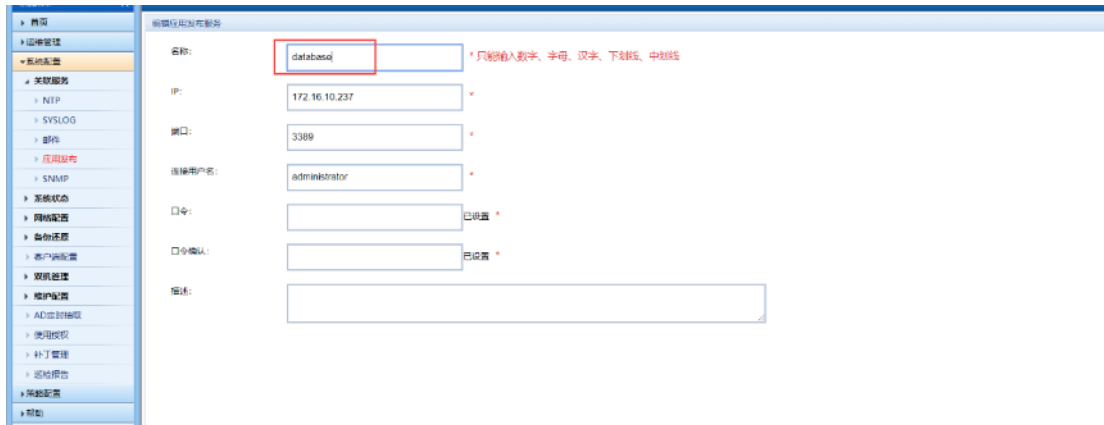 首页
编辑应用发布服务
运维管理
系统配置
关联服务
NTP
SYSLOG
邮件
应用发布
SNMP
系统状态
网络配置
备份还原
客户端配置
双机管理
维护配置
AD定时抽取
使用授权
补丁管理
巡检报告
策略配置
帮助
名称:
database
* 只能输入数字、字母、汉字、下划线、中划线
IP:
172.16.10.237
*
端口:
3389
*
连接用户名:
administrator
*
口令:
已设置 *
口令确认:
已设置 *
描述: